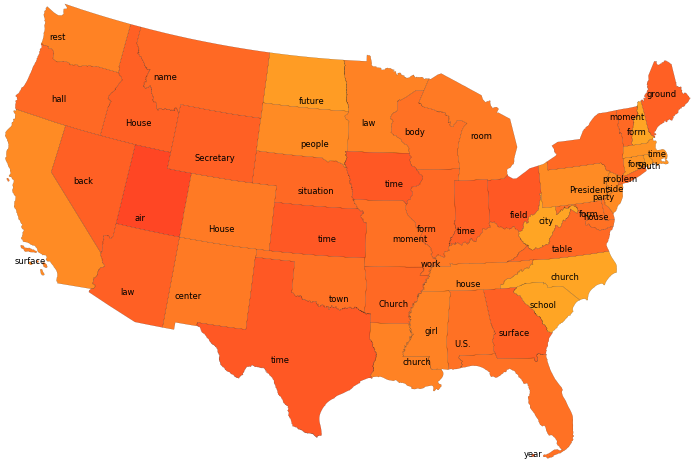 rest
name
hall
House
future
law
people
body
room
ground
moment
form
Secretary
back
situation
time
time
form
South
problem
President
side
party
air
House
time
form
moment
time
field
city
form
house
surface
law
center
work
table
house
church
town
Church
school
girl
U.S.
surface
time
church
year